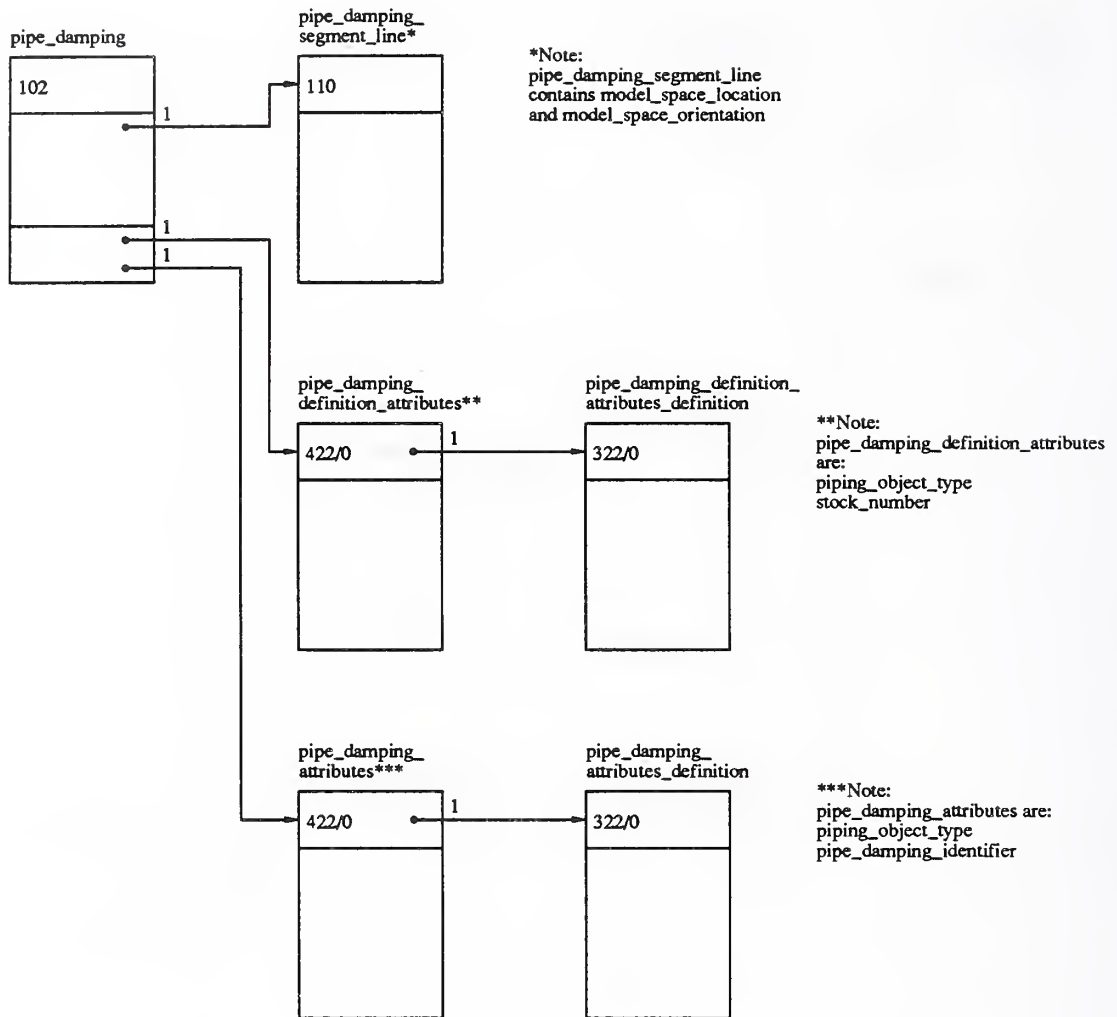 pipe_damping
102
1
1
1
pipe_damping_
segment_line*
110
*Note:
pipe_damping_segment_line
contains model_space_location
and model_space_orientation
pipe_damping_
definition_attributes**
422/0
1
pipe_damping_definition_
attributes_definition
322/0
**Note:
pipe_damping_definition_attributes
are:
piping_object_type
stock_number
pipe_damping_
attributes***
422/0
1
pipe_damping_
attributes_definition
322/0
***Note:
pipe_damping_attributes are:
piping_object_type
pipe_damping_identifier